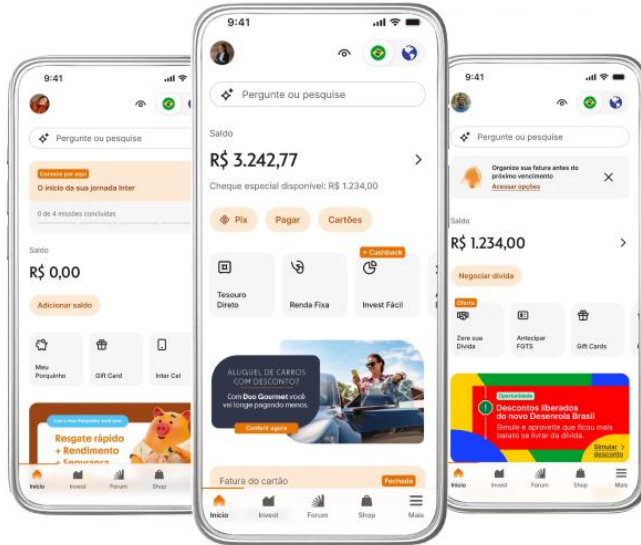 9:41
Pergunte ou pesquise
Comece por aqui
O início da sua jornada Inter
0 de 4 missões concluídas
Saldo
R$ 0,00
Adicionar saldo
Meu
Porquinho
Gift Card
Inter Cel
Resgate rápido
+ Rendimento
+ Segurança
Início
Invest
Forum
Shop
9:41
Pergunte ou pesquise
Saldo
R$ 3.242,77
Cheque especial disponível: R$ 1.234,00
Pix
Pagar
Cartões
+ Cashback
Tesouro
Direto
Renda Fixa
Invest Fácil
ALUGUEL DE CARROS
COM DESCONTO?
Com Duo Gourmet você
vai longe pagando menos.
Conferir agora
Fatura do cartão
Fechada
Início
Invest
Forum
Shop
Mais
9:41
Pergunte ou pesquise
Organize sua fatura antes do
próximo vencimento
Acessar opções
Saldo
R$ 1.234,00
Negociar dívida
Oferta
Zere sua
Dívida
Antecipar
FGTS
Gift Cards
Oportunidade
Descontos liberados
do novo Desenrola Brasil
Simule e aproveite que ficou mais
barato se livrar da dívida.
Simular
desconto
Início
Invest
Forum
Shop
Mais